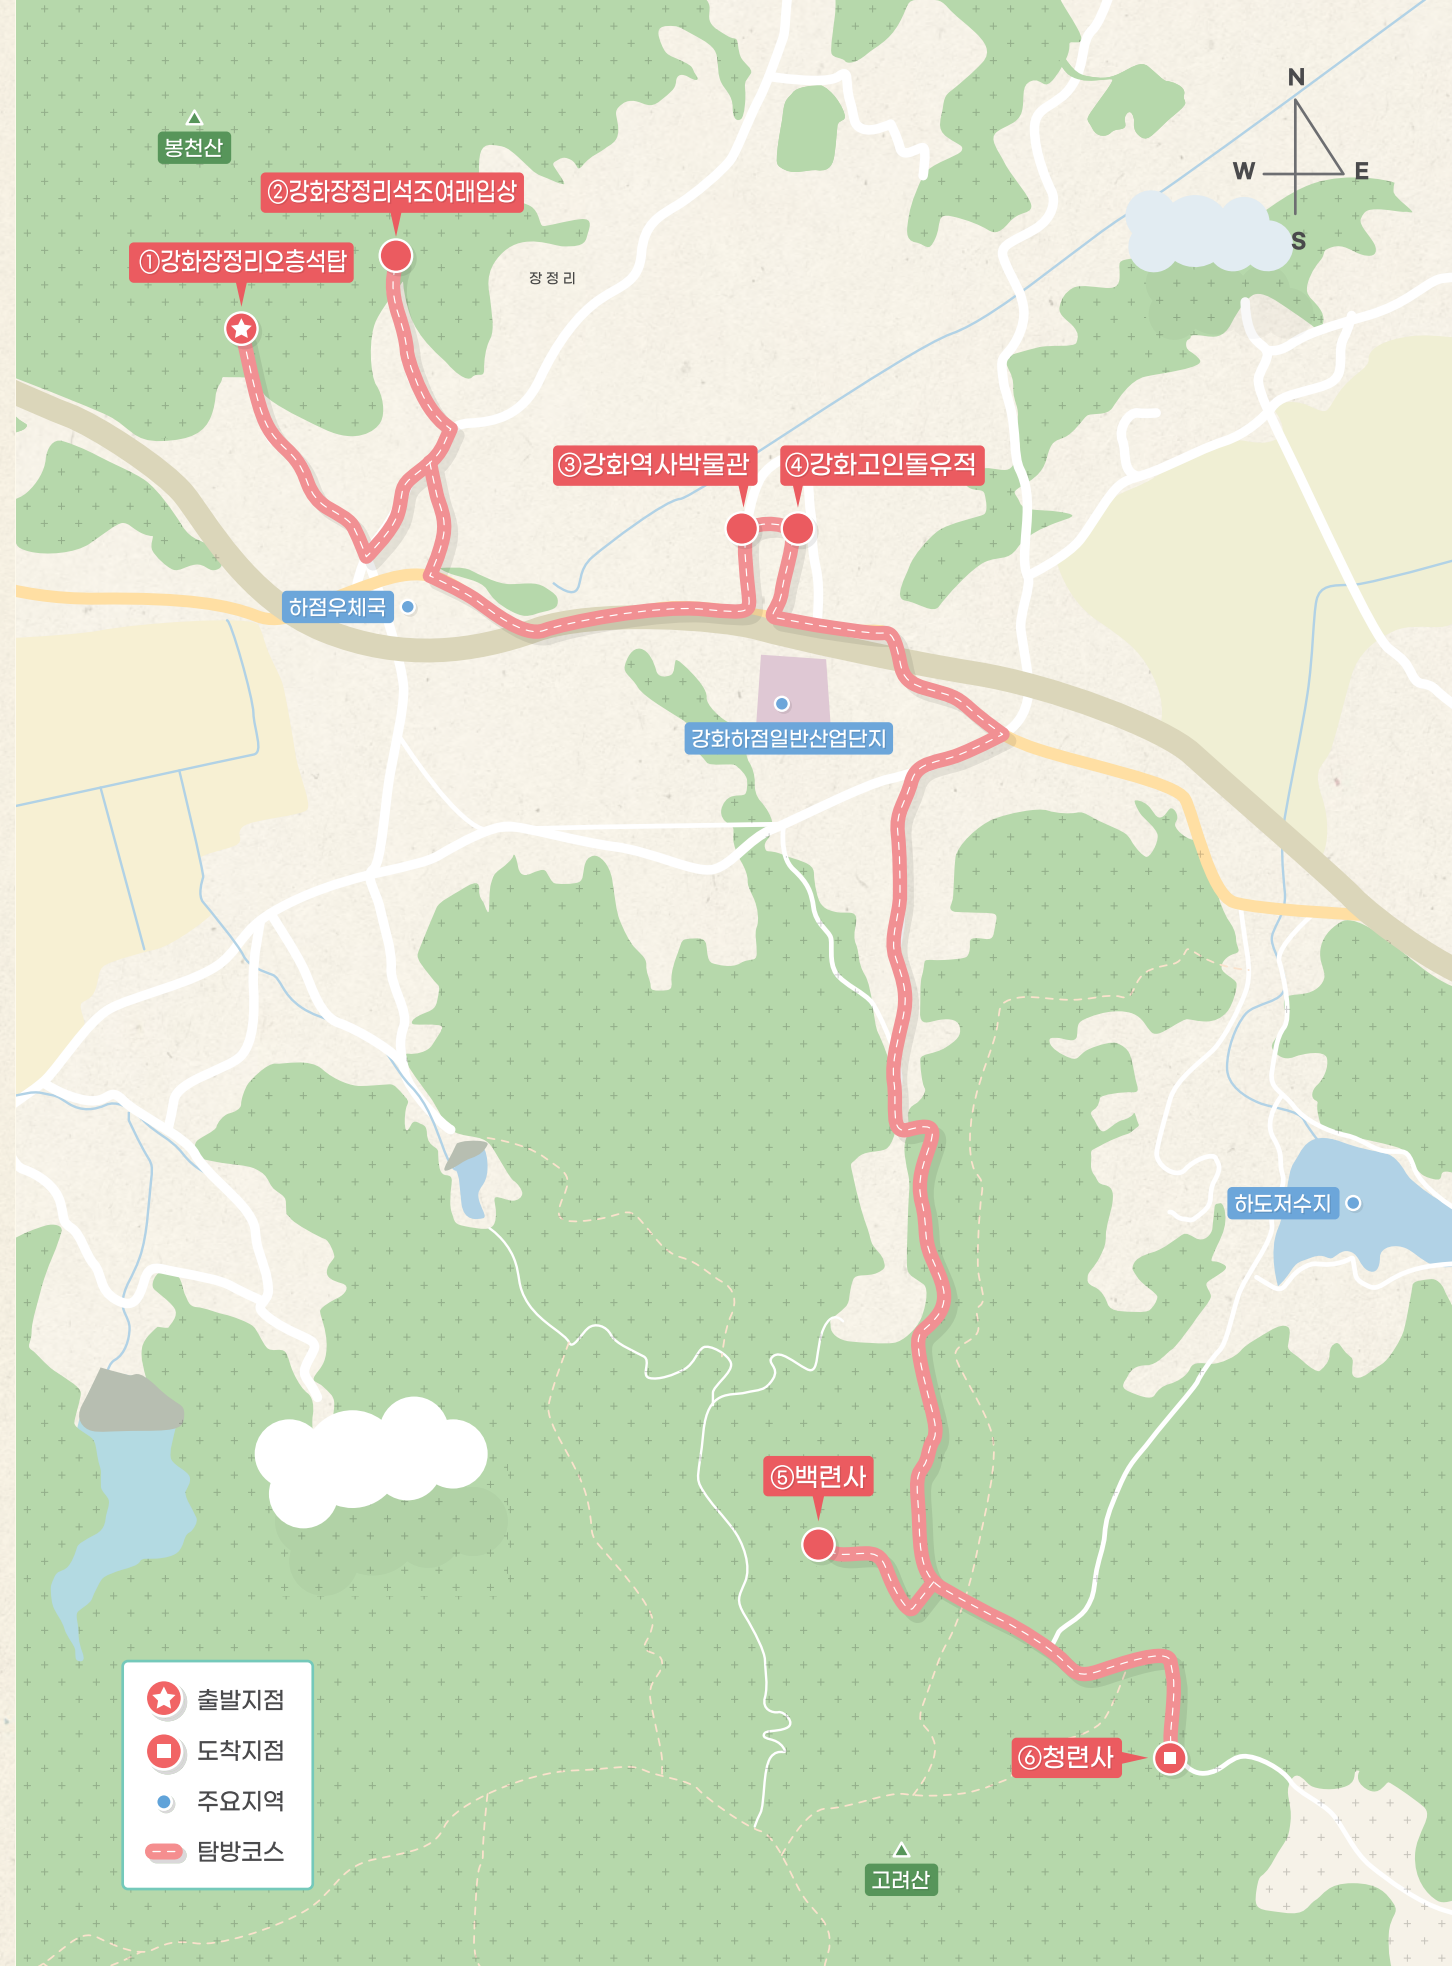 N
W
E
S
봉천산
②강화장정리석조여래입상
①강화장정리오층석탑
장정리
③강화역사박물관
④강화고인돌유적
하점우체국
강화하점일반산업단지
하도저수지
⑤백련사
⑥청련사
고려산
출발지점
도착지점
주요지역
탐방코스